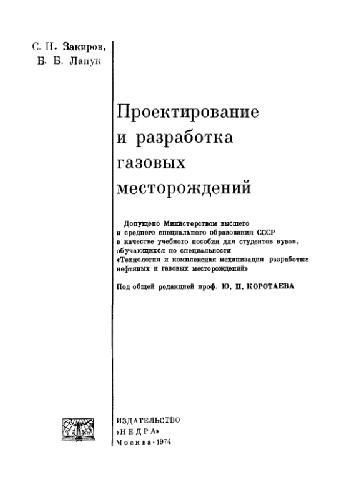 С. Н. Закиров,
Б. Б. Лапук
Проектирование
и разработка
газовых
месторождений
Допущено Министерством высшего
и среднего специального образования СССР
в качестве учебного пособия для студентов вузов,
обучающихся по специальности
«Технология и комплексная механизация разработки
нефтяных и газовых месторождений»
Под общей редакцией проф. Ю. П. КОРОТАЕВА
ИЗДАТЕЛЬСТВО
«НЕДРА»
Москва·1974